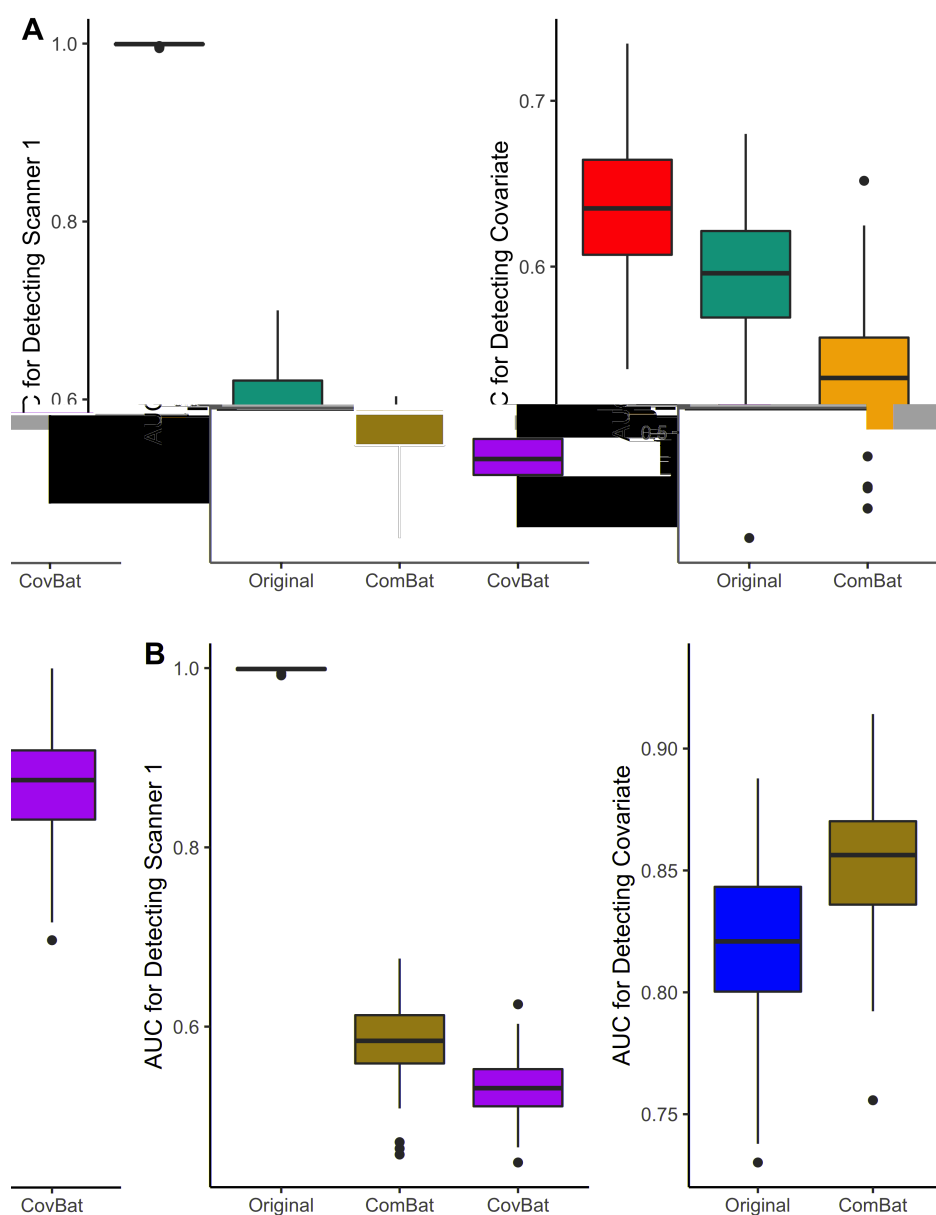 A
1.0
0.8
0.6
C for Detecting Scanner 1
0.7
0.6
C for Detecting Covariate
AUC
0.5
CovBat
Original
ComBat
CovBat
Original
ComBat
B
1.0
0.8
0.6
AUC for Detecting Scanner 1
0.90
0.85
0.80
0.75
AUC for Detecting Covariate
CovBat
Original
ComBat
CovBat
Original
ComBat